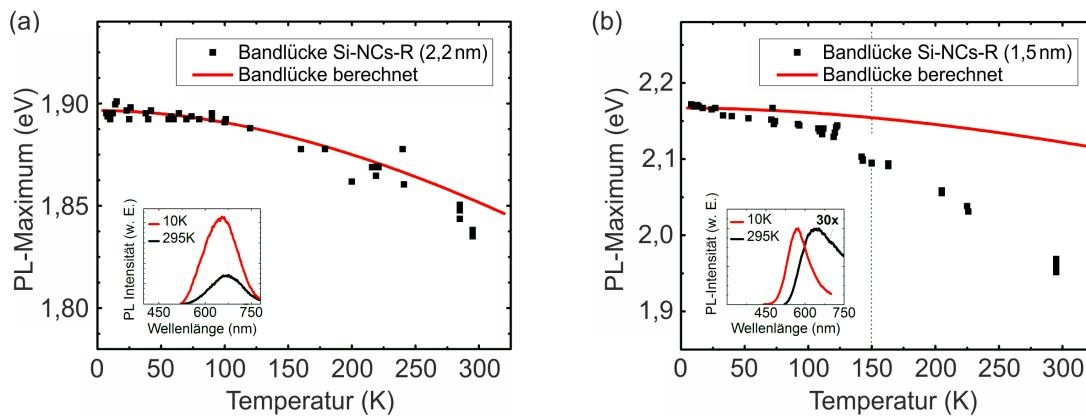 (a)
PL-Maximum (eV)
1,90
1,85
1,80
Bandlücke Si-NCs-R (2,2 nm)
Bandlücke berechnet
PL Intensität (w. E.)
10K
295K
450 600 750
Wellenlänge (nm)
0 50 100 150 200 250 300
Temperatur (K)
(b)
PL-Maximum (eV)
2,2
2,1
2,0
1,9
Bandlücke Si-NCs-R (1,5 nm)
Bandlücke berechnet
PL-Intensität (w. E.)
10K
295K
30x
450 600 750
Wellenlänge (nm)
0 50 100 150 200 250 300
Temperatur (K)